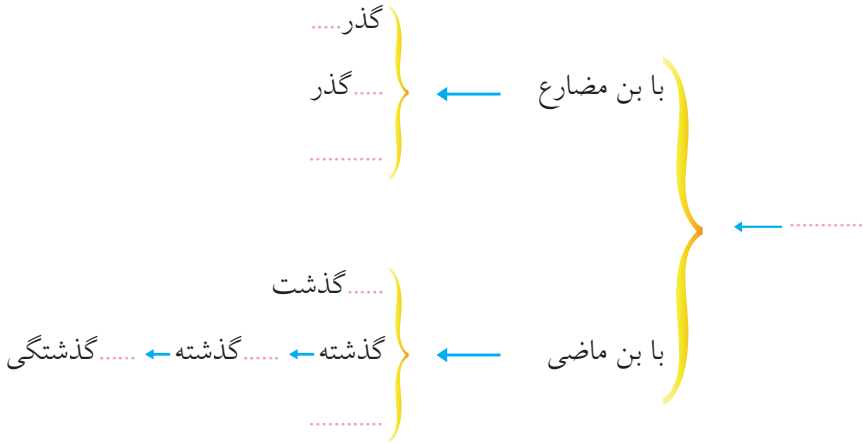 گذر.....
با بن مضارع
.....گذر
............
............
......گذشت
با بن ماضی
گذشته
......گذشته
......گذشتگی
............